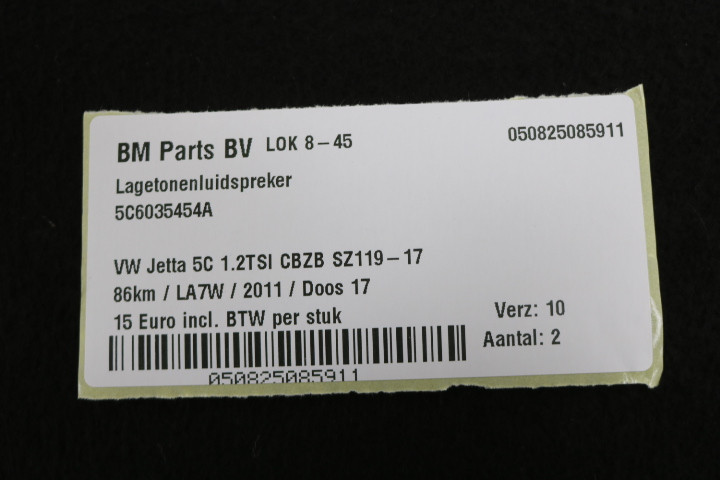 BM Parts BV LOK 8-45 050825085911
Lagetonenluidspreker
5C6035454A
VW Jetta 5C 1.2TSI CBZB SZ119-17
86km / LA7W / 2011 / Doos 17
15 Euro incl. BTW per stuk
Verz: 10
Aantal: 2
050825085911